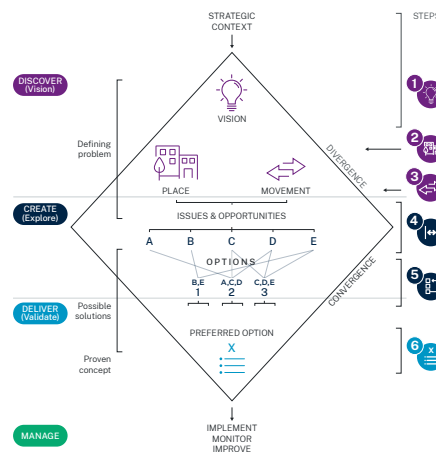 STRATEGIC
CONTEXT
STEPS
DISCOVER
(Vision)
1
VISION
Defining
problem
DIVERGENCE
2
PLACE
MOVEMENT
3
CREATE
(Explore)
ISSUES & OPPORTUNITIES
4
A B C D E
OPTIONS
CONVERGENCE
5
B,E A,C,D C,D,E
1 2 3
DELIVER
(Validate)
Possible
solutions
PREFERRED OPTION
X
6
X
Proven
concept
MANAGE
IMPLEMENT
MONITOR
IMPROVE